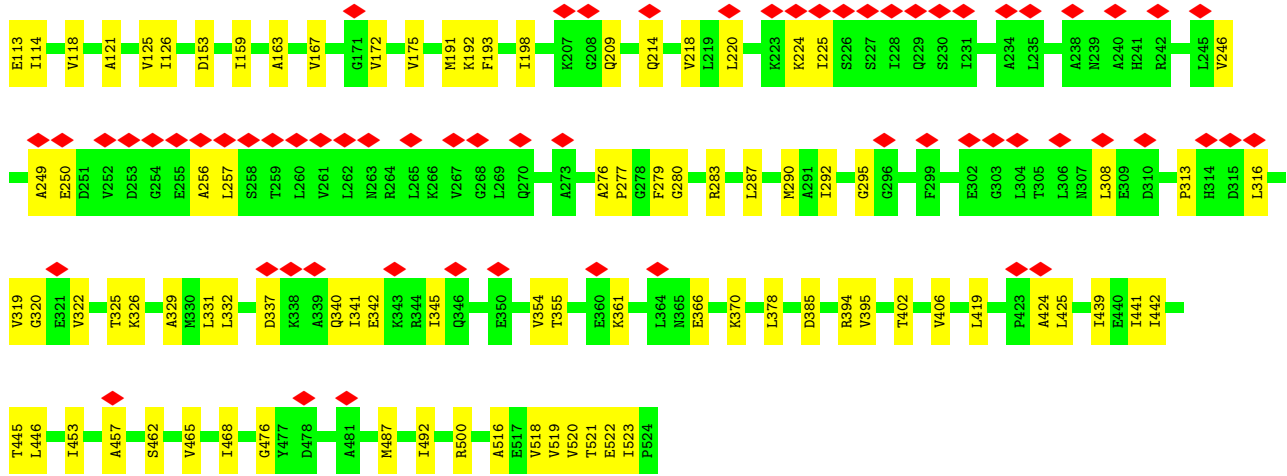 E113 I114 V118 A121 V125 I126 D153 I159 A163 V167 G171 V172 V175 M191 K192 F193 I198 K207 G208 Q209 Q214 V218 L219 L220 K223 K224 I225 S226 S227 I228 Q229 S230 I231 A234 L235 A238 N239 A240 H241 R242 L245 V246
A249 E250 D251 V252 D253 G254 E255 A256 L257 S258 T259 L260 V261 L262 N263 R264 L265 K266 V267 G268 L269 Q270 A273 A276 P277 G278 F279 G280 R283 L287 M290 A291 I292 G295 G296 F299 E302 G303 L304 T305 L306 N307 L308 E309 D310 P313 H314 D315 L316
V319 G320 E321 V322 T325 K326 A329 M330 L331 L332 D337 K338 A339 Q340 I341 E342 K343 R344 I345 Q346 E350 V354 T355 E360 K361 L364 N365 E366 K370 L378 D385 R394 V395 T402 V406 L419 P423 A424 L425 I439 E440 I441 I442
T445 L446 I453 A457 S462 V465 I468 G476 Y477 D478 A481 M487 I492 R500 A516 E517 V518 V519 V520 T521 E522 I523 P524